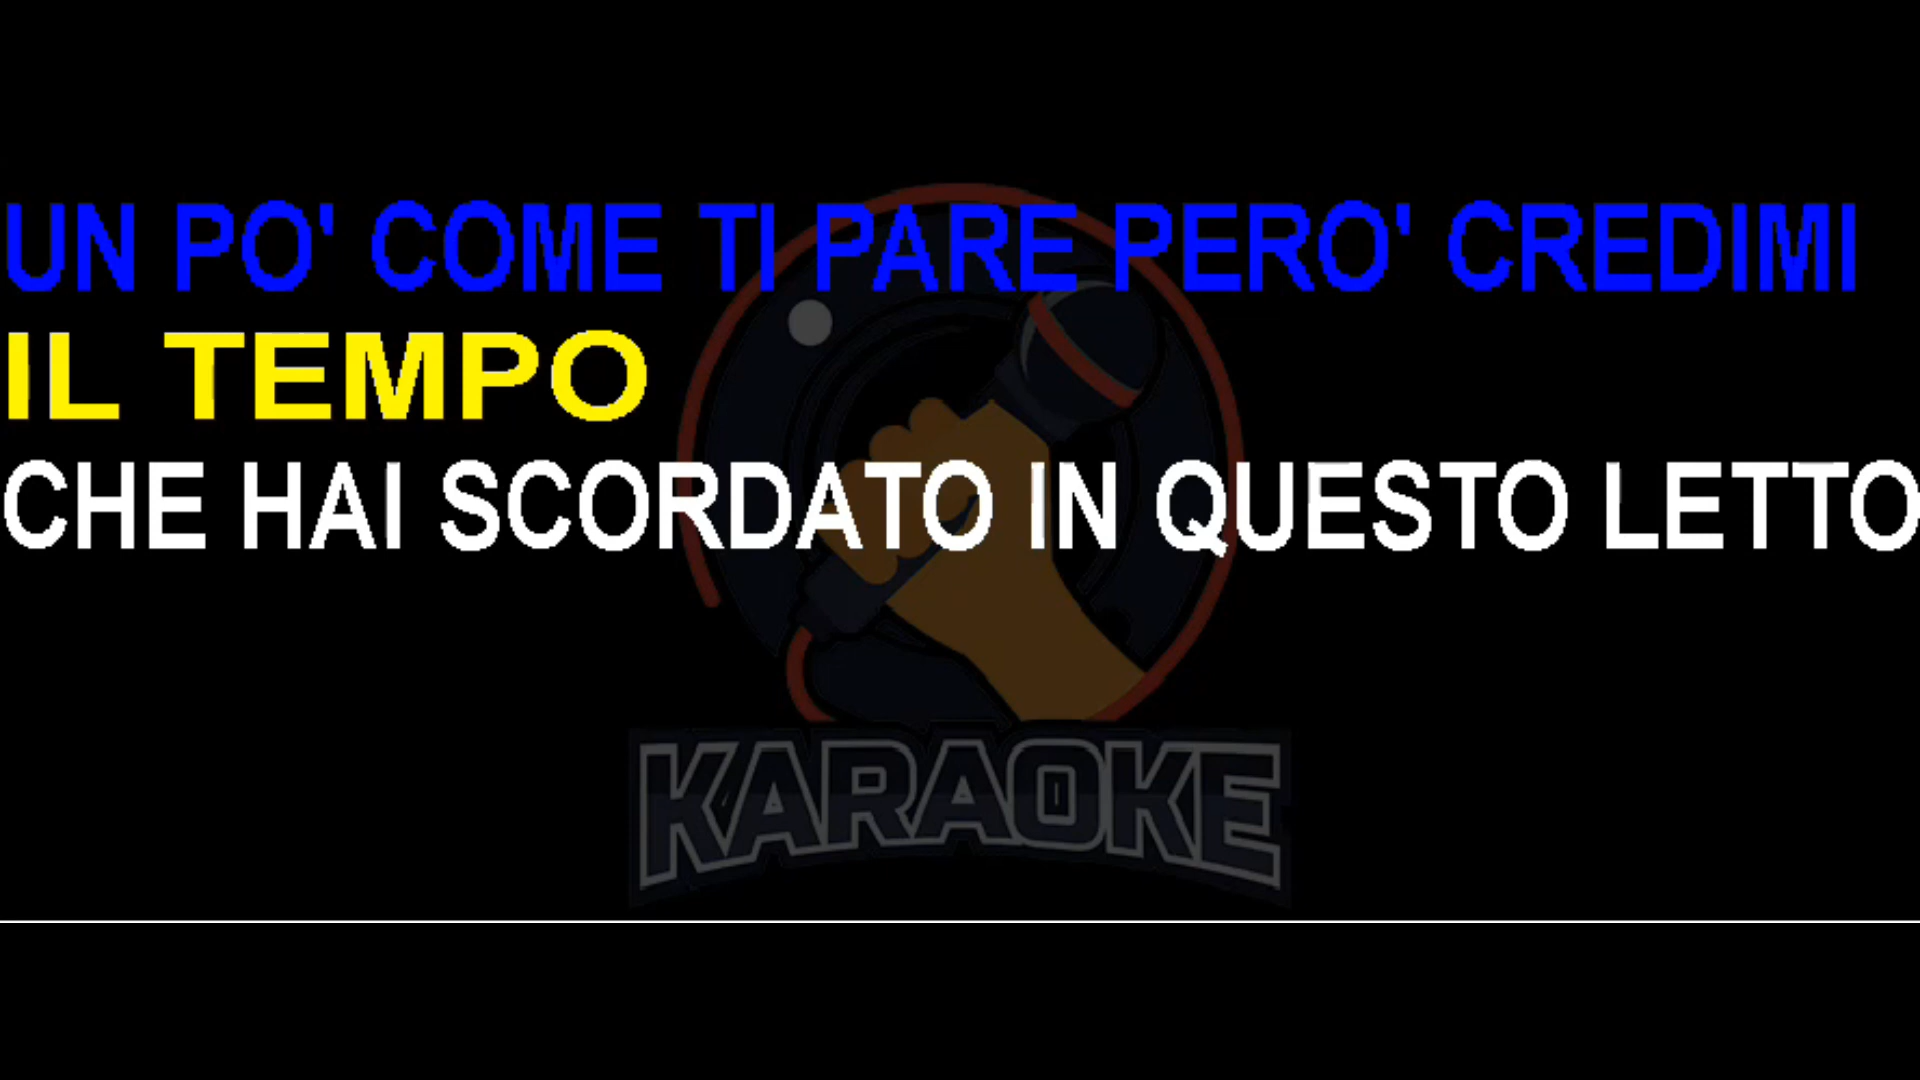 UN PO' COME TI PARE PERO' CREDIMI
IL TEMPO
CHE HAI SCORDATO IN QUESTO LETTO
KARAOKE